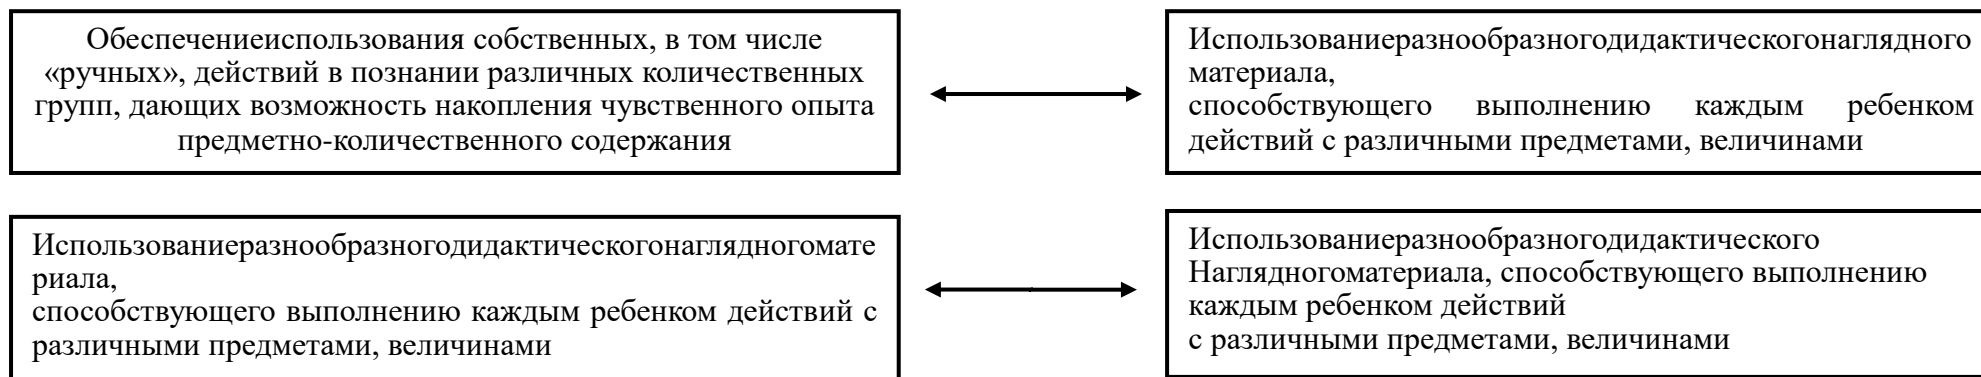 Обеспечениеиспользования собственных, в том числе
«ручных», действий в познании различных количественных
групп, дающих возможность накопления чувственного опыта
предметно-количественного содержания
Использованиеразнообразногодидактическогонаглядного
материала,
способствующего выполнению каждым ребенком
действий с различными предметами, величинами
Использованиеразнообразногодидактическогонаглядногомате
риала,
способствующего выполнению каждым ребенком действий с
различными предметами, величинами
Использованиеразнообразногодидактического
Наглядногоматериала, способствующего выполнению
каждым ребенком действий
с различными предметами, величинами